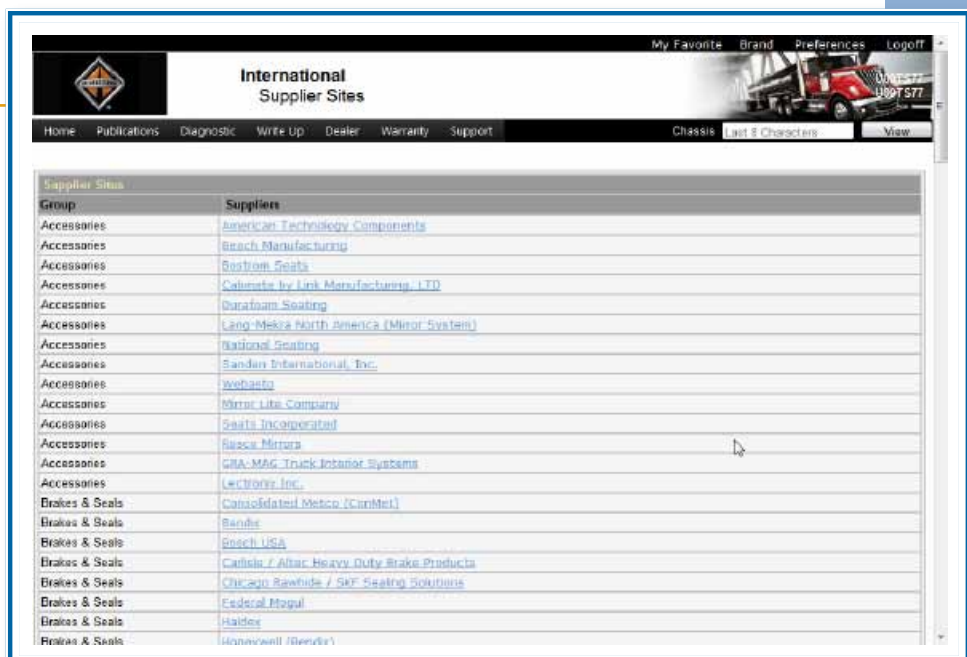 My Favorite Brand Preferences Logoff
International
Supplier Sites
U00TS77
U00TS77
Home Publications Diagnostic Write Up Dealer Warranty Support Chassis Last 8 Characters View
Supplier Sites
Group Suppliers
Accessories American Technology Components
Accessories Beach Manufacturing
Accessories Bostrom Seats
Accessories Cabinets by Link Manufacturing, LTD
Accessories Durafoam Seating
Accessories Lang-Mekra North America (Mirror System)
Accessories National Seating
Accessories Sanden International, Inc.
Accessories Webasto
Accessories Mirror Lite Company
Accessories Seats Incorporated
Accessories Rosco Mirrors
Accessories GRA-MAG Truck Interior Systems
Accessories Lectronix Inc.
Brakes & Seals Consolidated Metco (ConMet)
Brakes & Seals Bendix
Brakes & Seals Bosch USA
Brakes & Seals Carlisle / Altec Heavy Duty Brake Products
Brakes & Seals Chicago Rawhide / SKF Sealing Solutions
Brakes & Seals Federal Mogul
Brakes & Seals Haldex
Brakes & Seals Honeywell (Bendix)